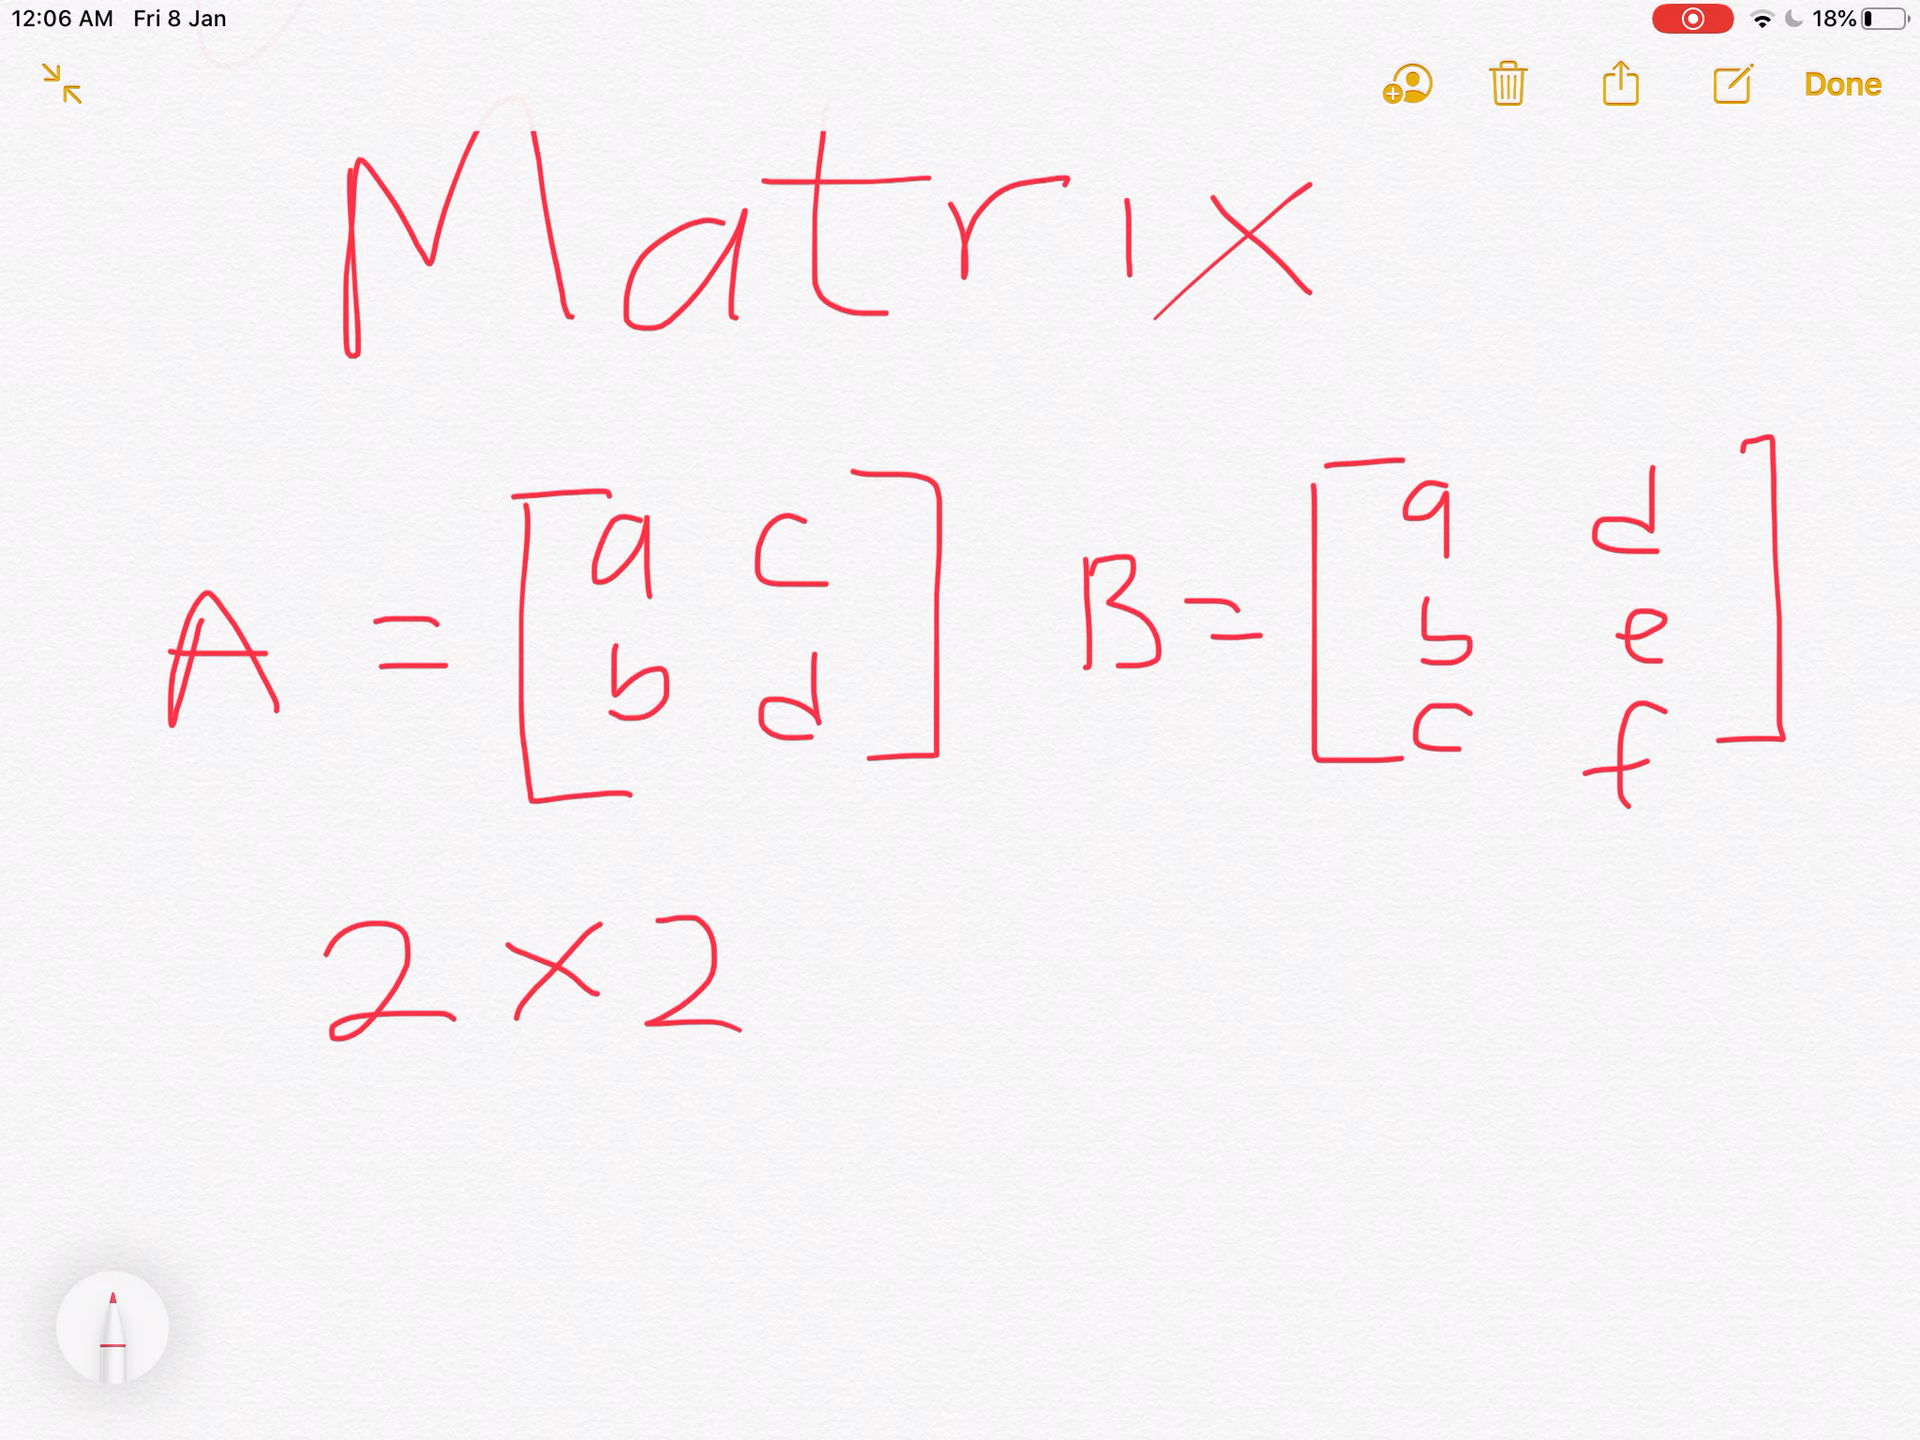 12:06 AM Fri 8 Jan 18%
Done
Matrix
A = [a c B = [a d
b d] b e
c f]
2 × 2